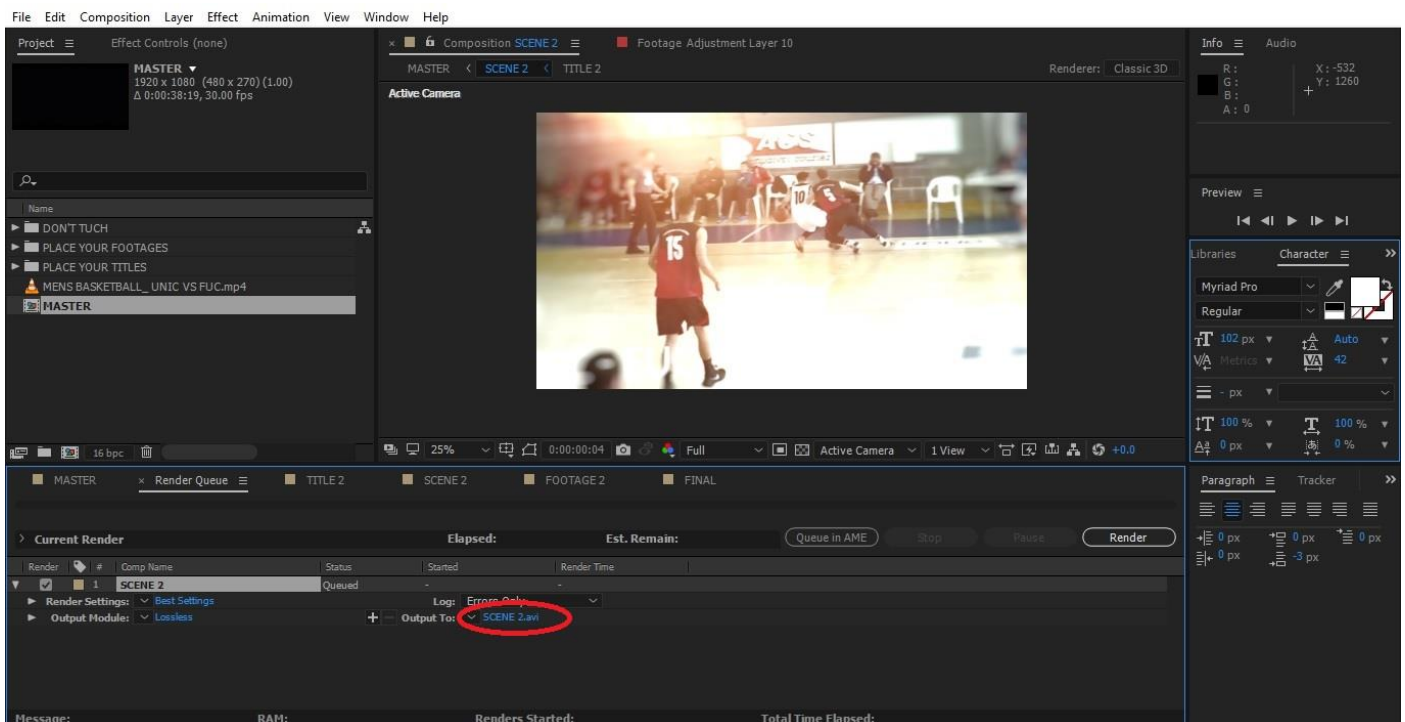 File Edit Composition Layer Effect Animation View Window Help
Project Effect Controls (none)
MASTER
1920 x 1080 (480 x 270) (1.00)
Δ 0:00:38:19, 30.00 fps
Name
DON'T TUCH
PLACE YOUR FOOTAGES
PLACE YOUR TITLES
MENS BASKETBALL_ UNIC VS FUC.mp4
MASTER
16 bpc
Composition SCENE 2 Footage Adjustment Layer 10
MASTER SCENE 2 TITLE 2 Renderer: Classic 3D
Active Camera
AGS
10 5
15
25% 0:00:00:04 Full Active Camera 1 View +0.0
Info Audio
R: X: -532
G: Y: 1260
B:
A: 0
Preview
Libraries Character
Myriad Pro
Regular
102 px Auto
Metrics 42
- px
100 % 100 %
0 px 0 %
Paragraph Tracker
0 px 0 px 0 px
0 px -3 px
MASTER Render Queue TITLE 2 SCENE 2 FOOTAGE 2 FINAL
Current Render Elapsed: Est. Remain: Queue in AME Stop Pause Render
Render # Comp Name Status Started Render Time
1 SCENE 2 Queued - -
Render Settings: Best Settings Log: Errors Only
Output Module: Lossless Output To: SCENE 2.avi
Message: RAM: Renders Started: Total Time Elapsed: